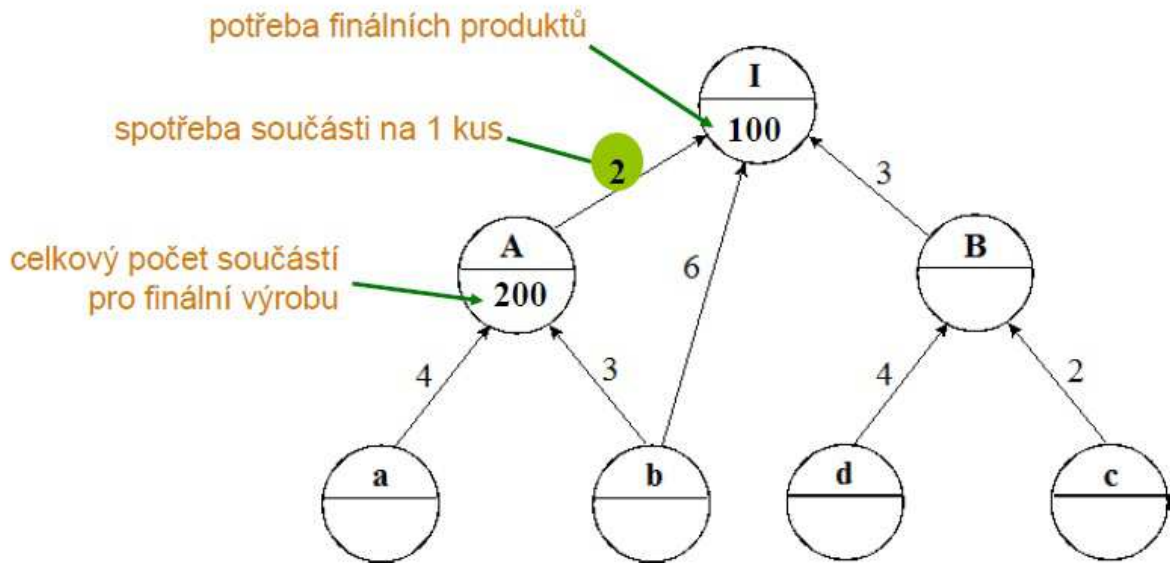 potřeba finálních produktů
I
100
spotřeba součásti na 1 kus
2
3
A
200
celkový počet součástí
pro finální výrobu
6
B
4
3
4
2
a
b
d
c